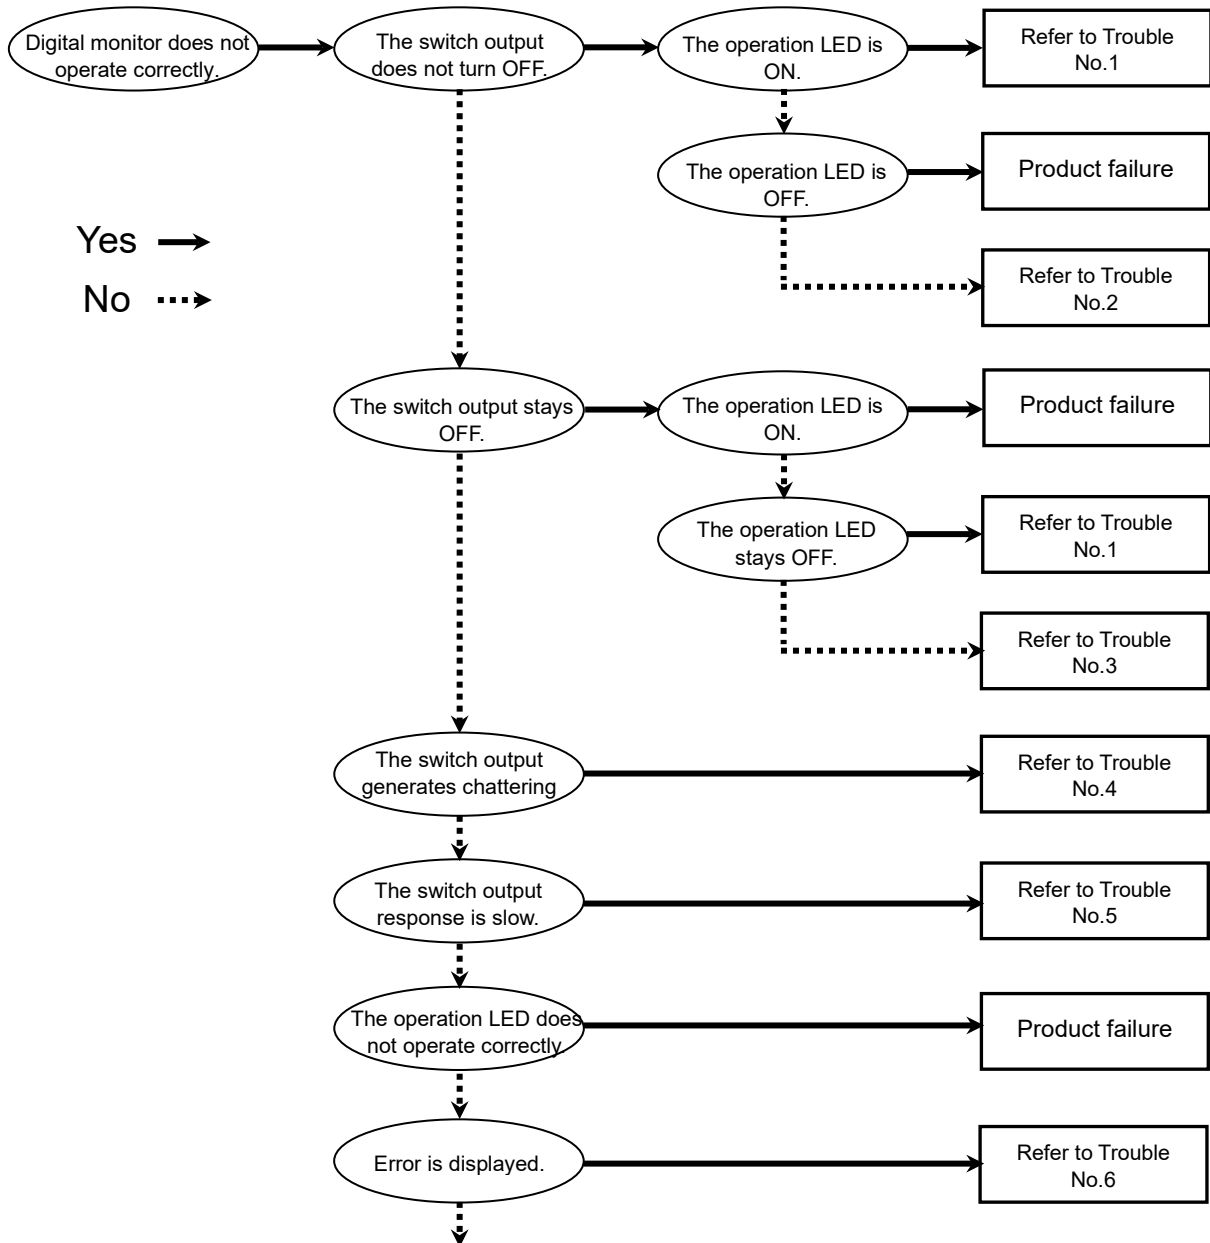 Digital monitor does not
operate correctly.
The switch output
does not turn OFF.
The operation LED is
ON.
Refer to Trouble
No.1
The operation LED is
OFF.
Product failure
Yes
No
Refer to Trouble
No.2
The switch output stays
OFF.
The operation LED is
ON.
Product failure
The operation LED
stays OFF.
Refer to Trouble
No.1
Refer to Trouble
No.3
The switch output
generates chattering
Refer to Trouble
No.4
The switch output
response is slow.
Refer to Trouble
No.5
The operation LED does
not operate correctly.
Product failure
Error is displayed.
Refer to Trouble
No.6